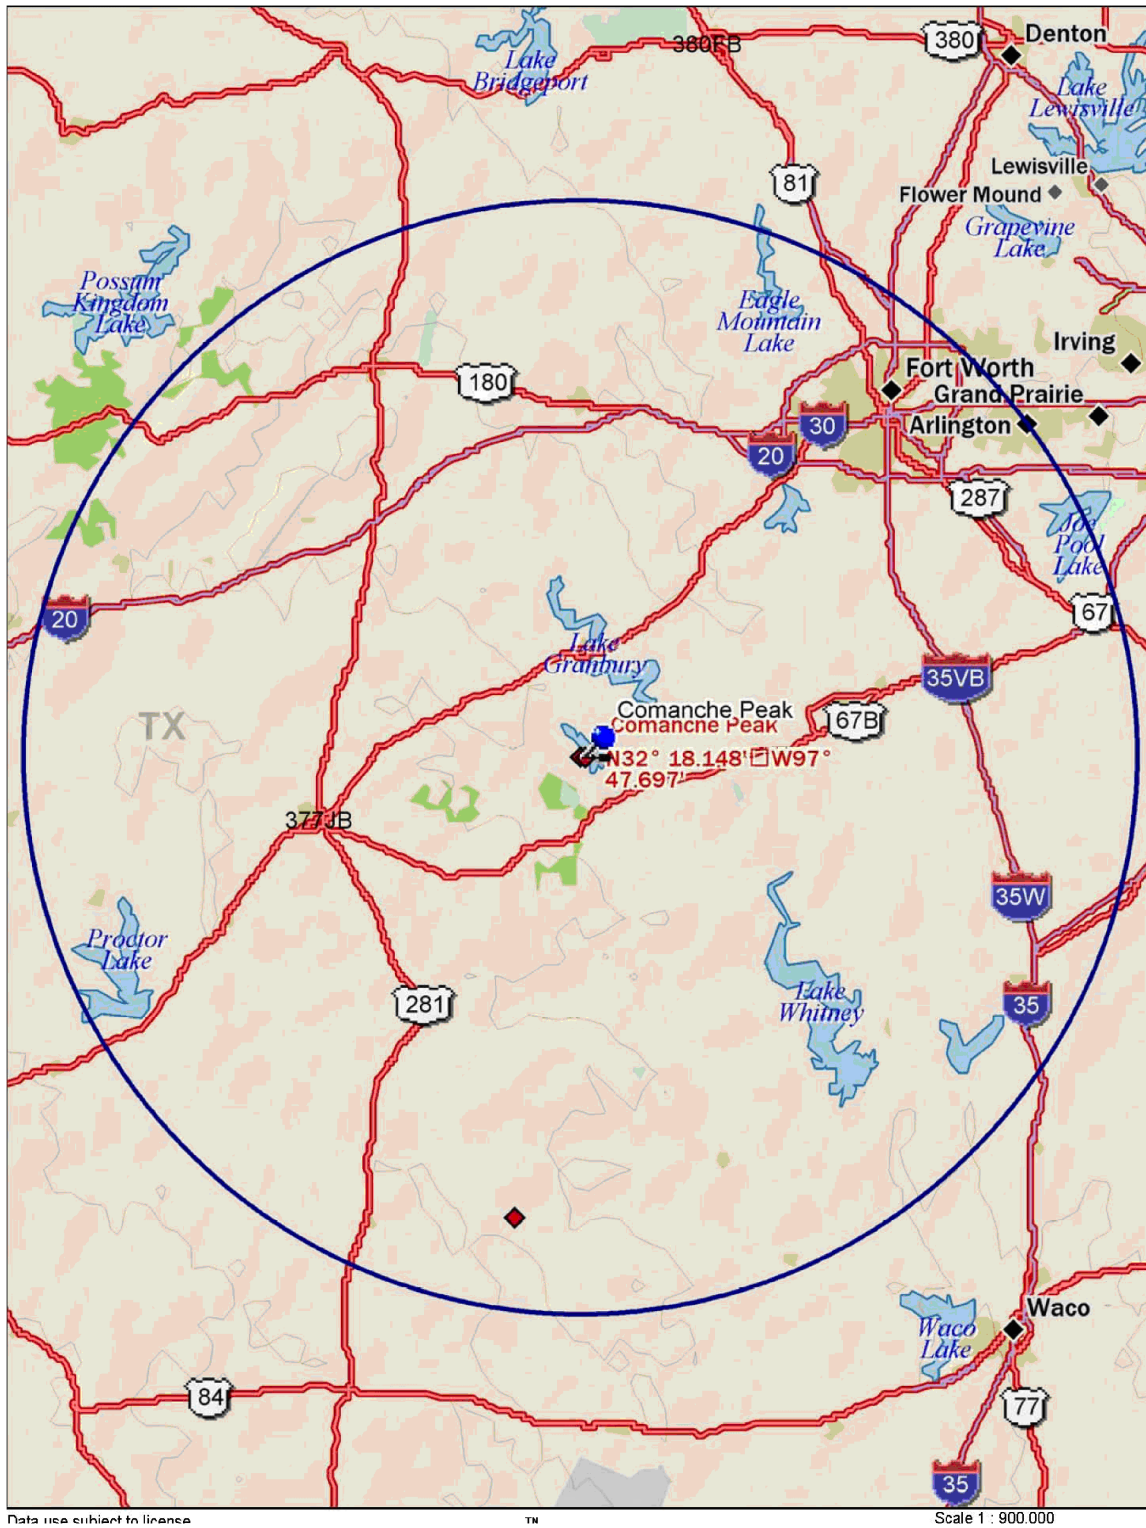 380
Denton
380FB
Lake
Bridgeport
Lake
Lewisville
Lewisville
81
Flower Mound
Grapevine
Lake
Possum
Kingdom
Lake
Eagle
Mountain
Lake
Irving
Fort Worth
180
Grand Prairie
30
Arlington
20
287
Joe
Pool
Lake
20
67
Lake
Granbury
35VB
Comanche Peak
TX
67B
Comanche Peak
N32° 18.148' W97°
47.697'
377JB
35W
Proctor
Lake
Lake
Whitney
281
35
Waco
Waco
Lake
84
77
35
Data use subject to license.
TN
Scale 1 : 900,000